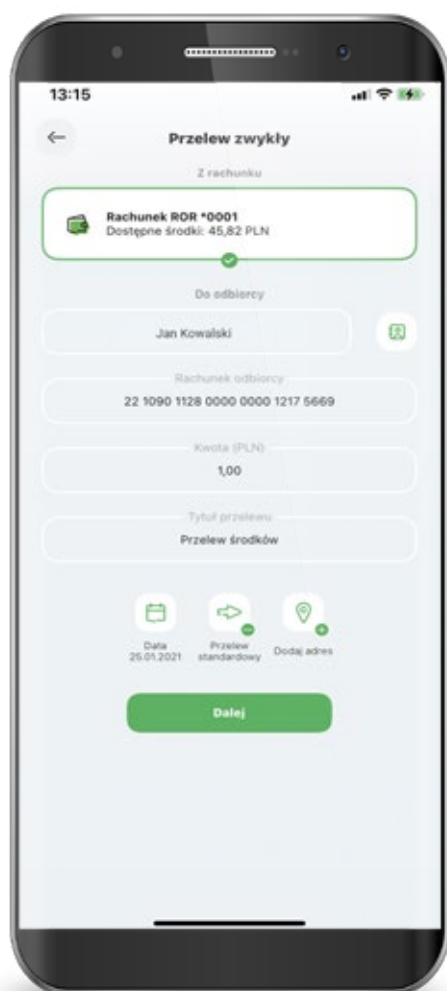 13:15
Przelew zwykły
Z rachunku
Rachunek ROR *0001
Dostępne środki: 45,82 PLN
Do odbiorcy
Jan Kowalski
Rachunek odbiorcy
22 1090 1128 0000 0000 1217 5669
Kwota (PLN)
1,00
Tytuł przelewu
Przelew środków
Data
25.01.2021
Przelew
standardowy
Dodaj adres
Dalej